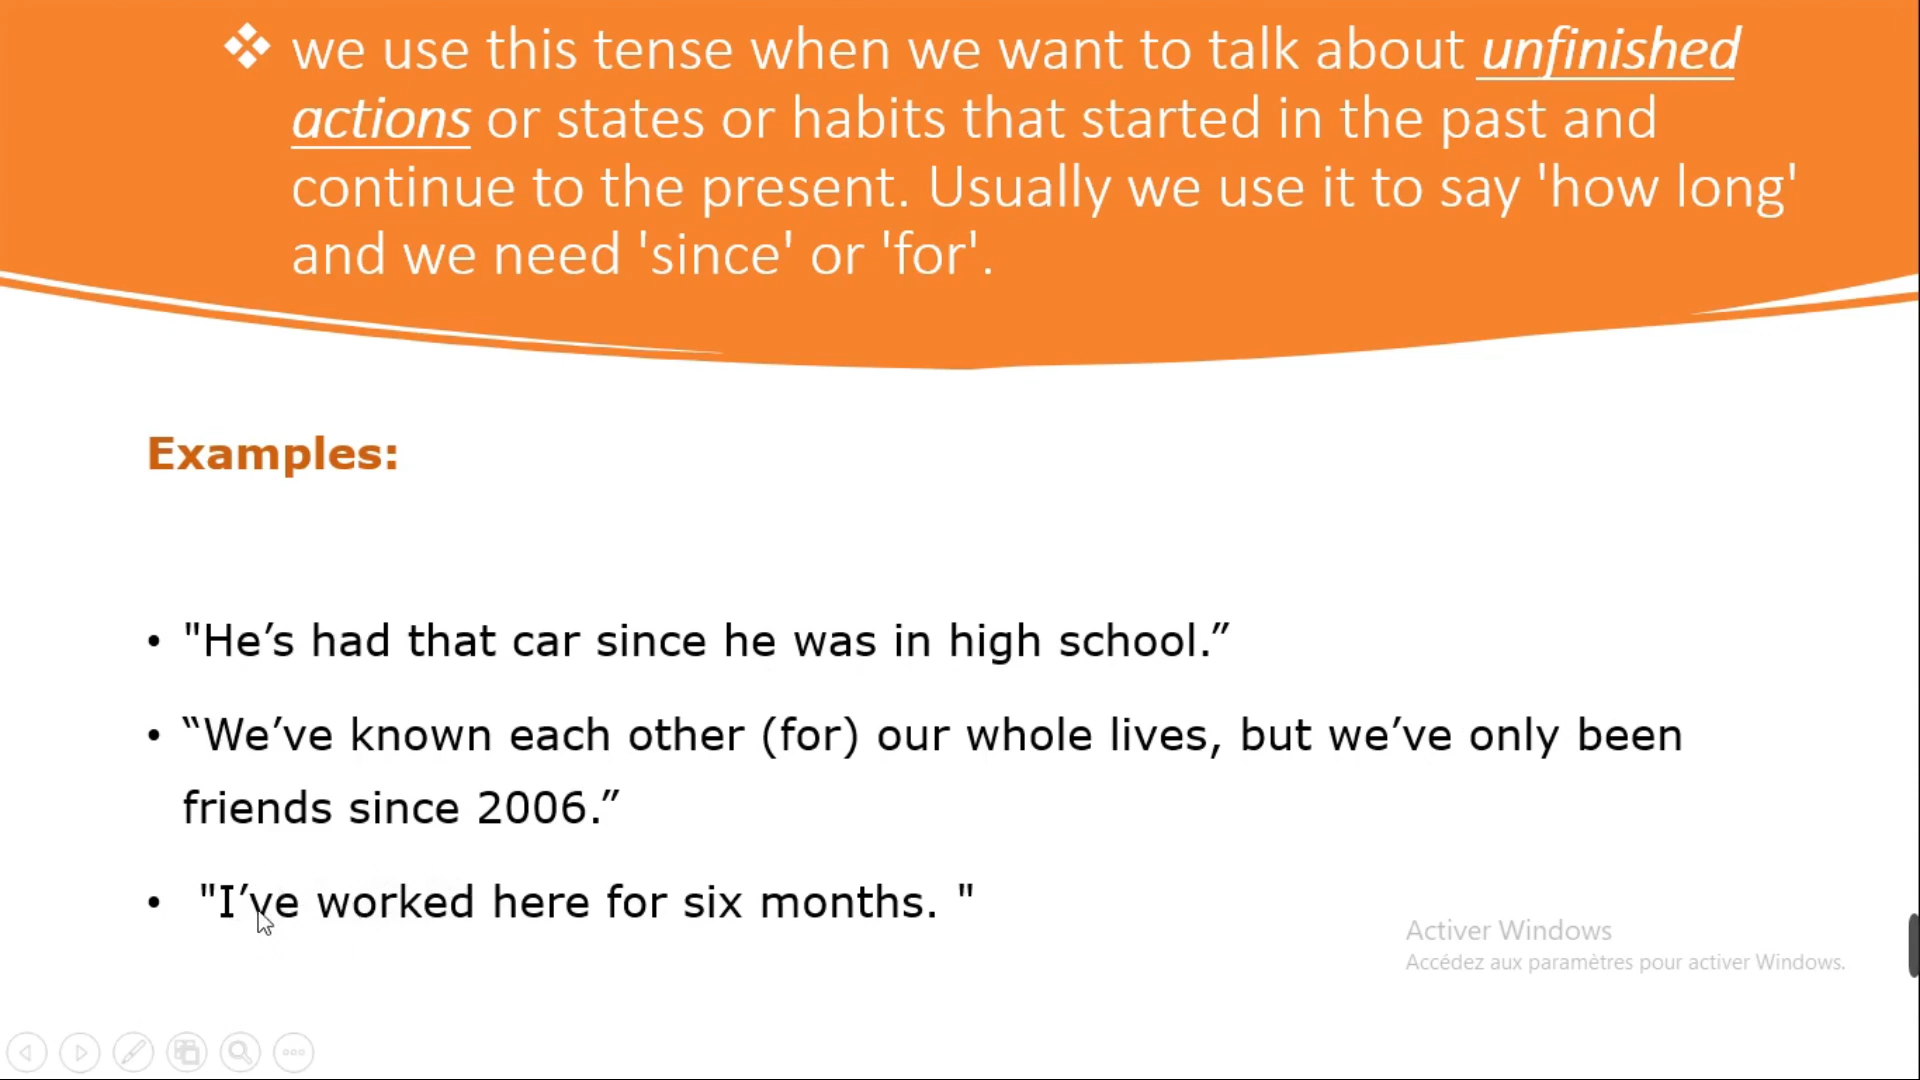 ❖ we use this tense when we want to talk about unfinished
actions or states or habits that started in the past and
continue to the present. Usually we use it to say 'how long'
and we need 'since' or 'for'.
Examples:
• "He’s had that car since he was in high school.”
• “We’ve known each other (for) our whole lives, but we’ve only been
friends since 2006.”
• "I’ve worked here for six months. "
Activer Windows
Accédez aux paramètres pour activer Windows.